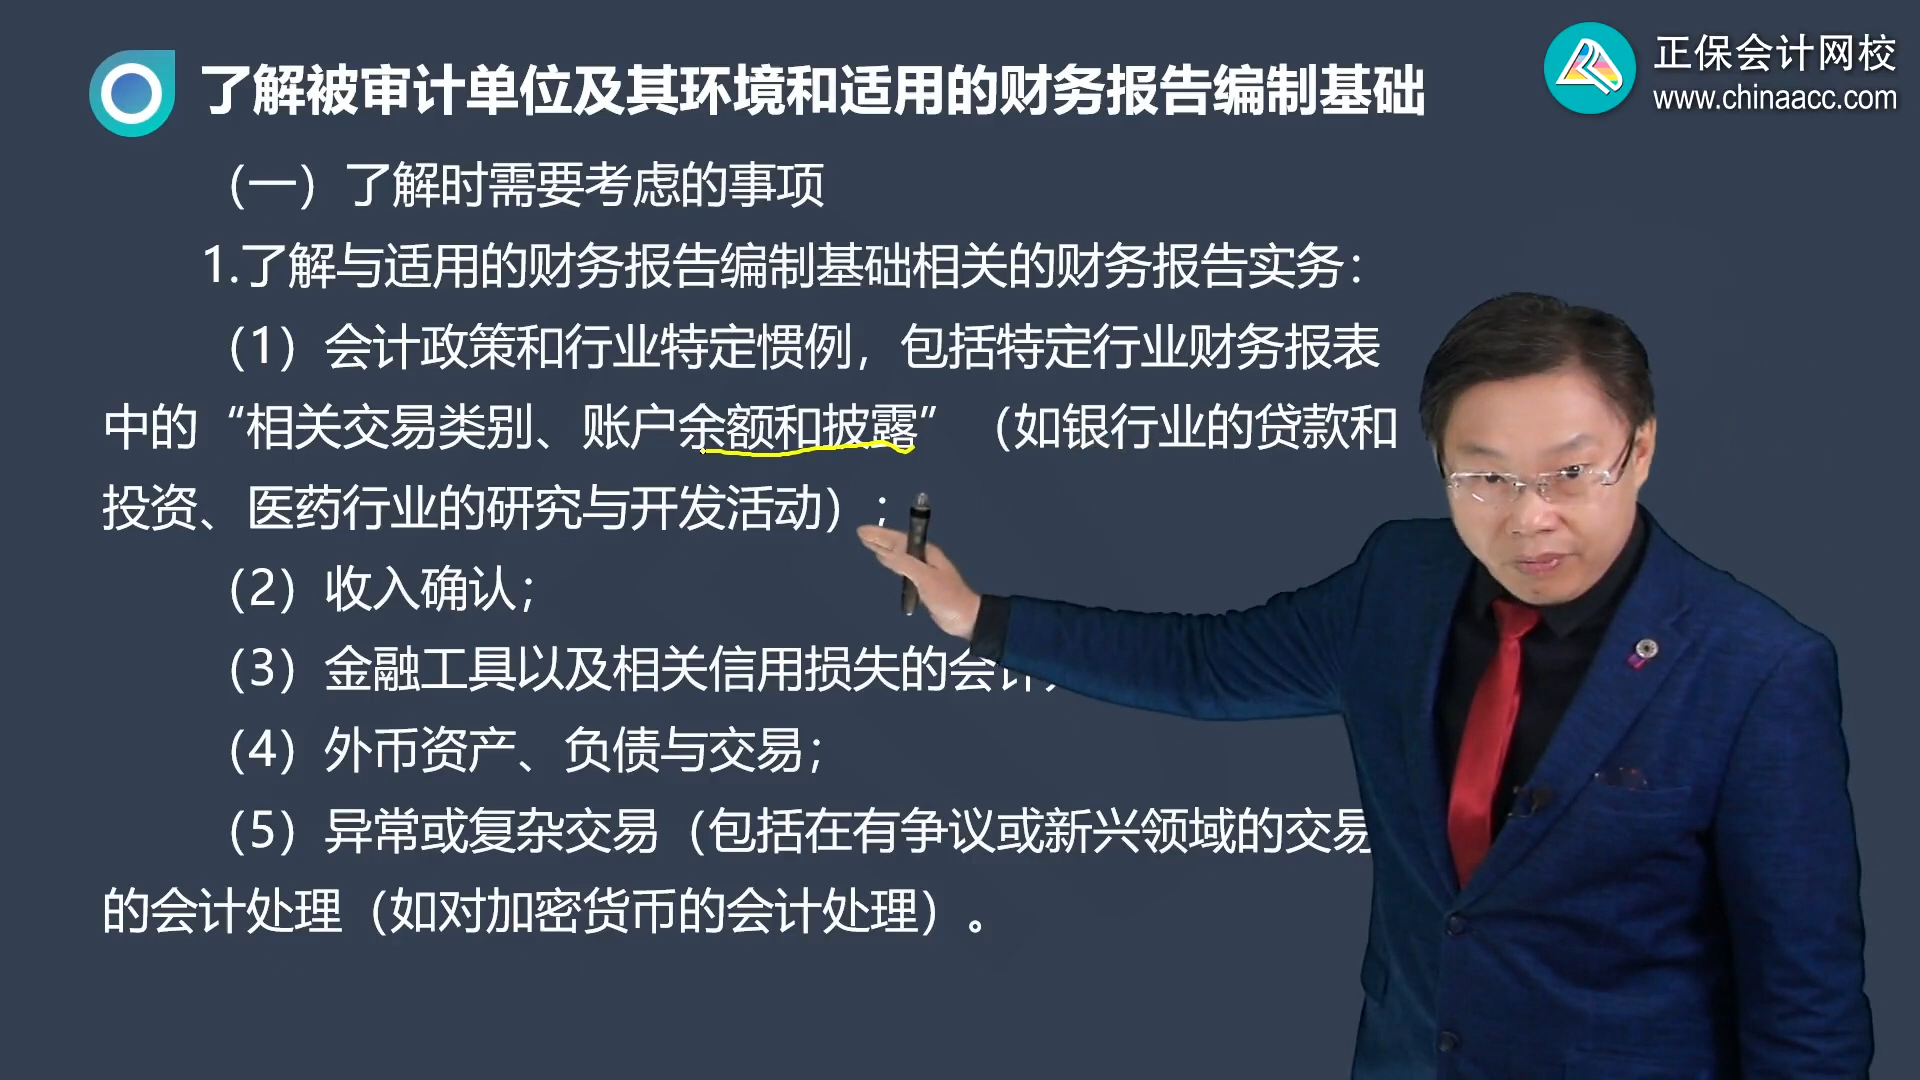 了解被审计单位及其环境和适用的财务报告编制基础
正保会计网校
www.chinaacc.com
（一）了解时需要考虑的事项
1.了解与适用的财务报告编制基础相关的财务报告实务：
（1）会计政策和行业特定惯例，包括特定行业财务报表
中的“相关交易类别、账户余额和披露”（如银行业的贷款和
投资、医药行业的研究与开发活动）；
（2）收入确认；
（3）金融工具以及相关信用损失的会计
（4）外币资产、负债与交易；
（5）异常或复杂交易（包括在有争议或新兴领域的交易
的会计处理（如对加密货币的会计处理）。